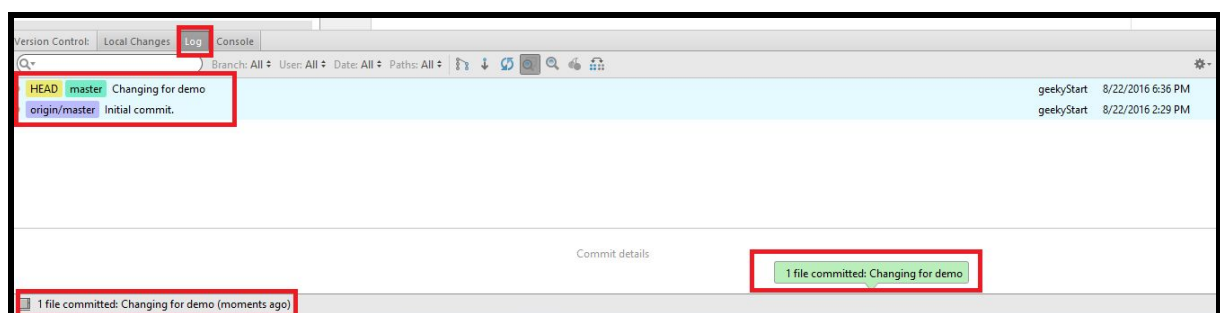 Version Control: Local Changes Log Console
Branch: All User: All Date: All Paths: All
HEAD master Changing for demo geekyStart 8/22/2016 6:36 PM
origin/master Initial commit. geekyStart 8/22/2016 2:29 PM
Commit details
1 file committed: Changing for demo
1 file committed: Changing for demo (moments ago)